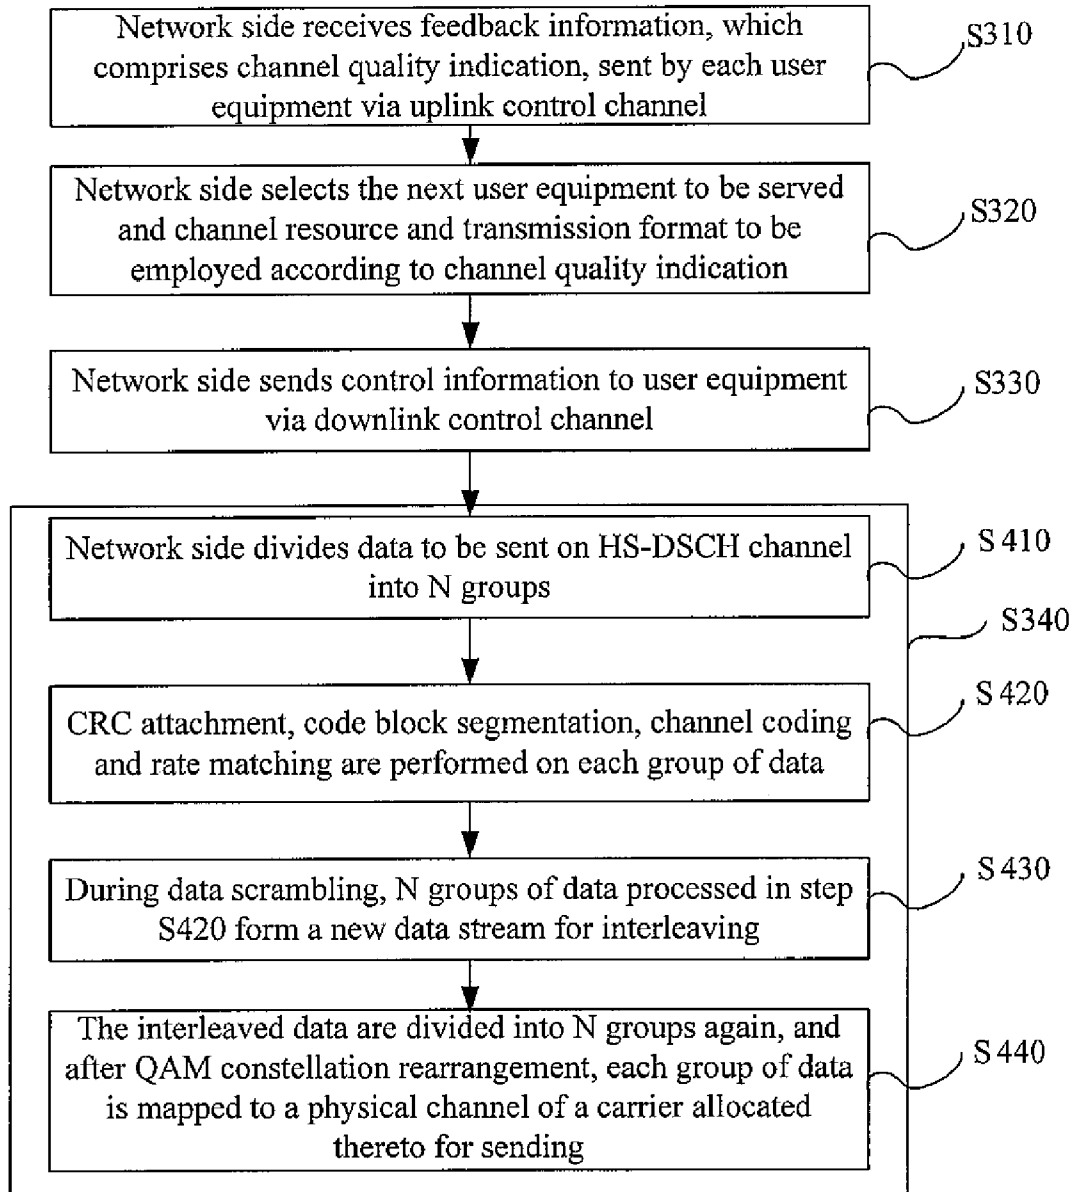 Network side receives feedback information, which
comprises channel quality indication, sent by each user
equipment via uplink control channel
S310
Network side selects the next user equipment to be served
and channel resource and transmission format to be
employed according to channel quality indication
S320
Network side sends control information to user equipment
via downlink control channel
S330
Network side divides data to be sent on HS-DSCH channel
into N groups
S 410
S340
CRC attachment, code block segmentation, channel coding
and rate matching are performed on each group of data
S 420
During data scrambling, N groups of data processed in step
S420 form a new data stream for interleaving
S 430
The interleaved data are divided into N groups again, and
after QAM constellation rearrangement, each group of data
is mapped to a physical channel of a carrier allocated
thereto for sending
S 440